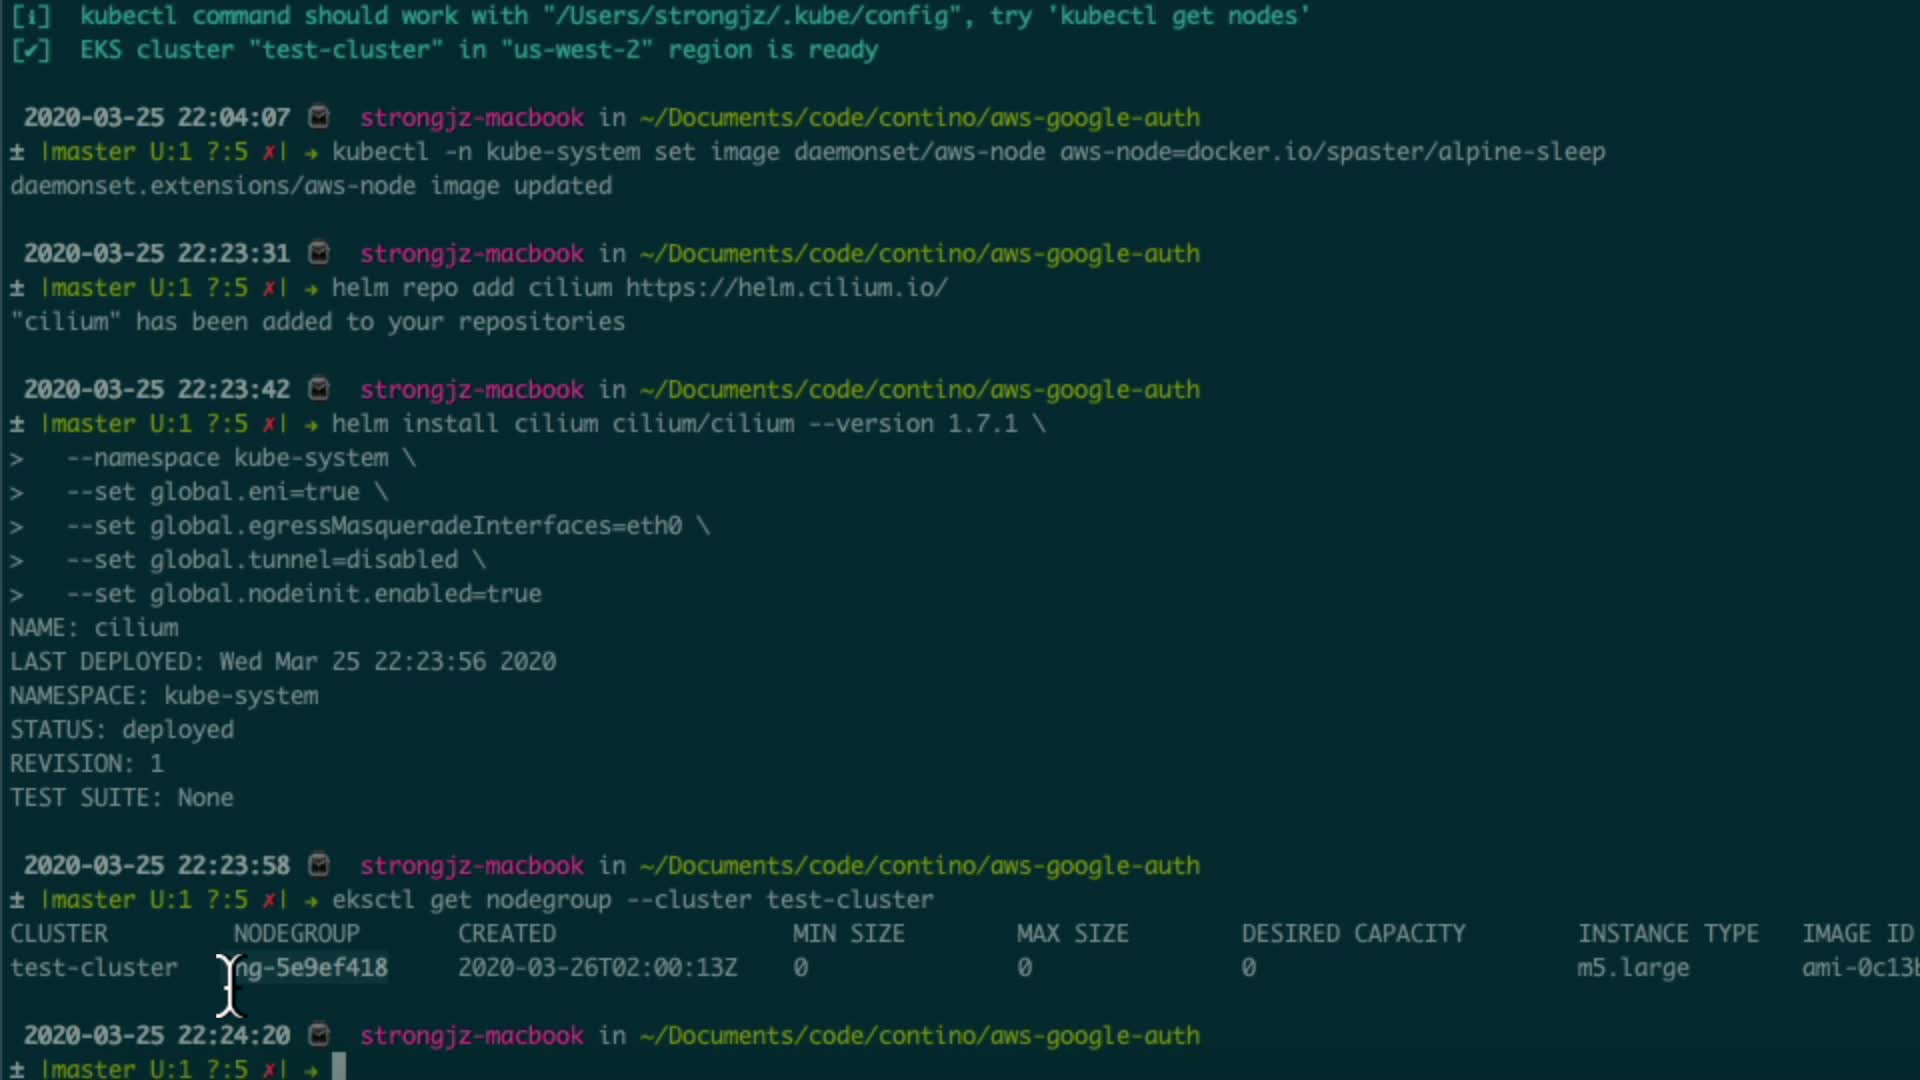 [ℹ]  kubectl command should work with "/Users/strongjz/.kube/config", try 'kubectl get nodes'
[✔]  EKS cluster "test-cluster" in "us-west-2" region is ready
2020-03-25 22:04:07 strongjz-macbook in ~/Documents/code/contino/aws-google-auth
± |master U:1 ?:5 ✗| → kubectl -n kube-system set image daemonset/aws-node aws-node=docker.io/spaster/alpine-sleep
daemonset.extensions/aws-node image updated
2020-03-25 22:23:31 strongjz-macbook in ~/Documents/code/contino/aws-google-auth
± |master U:1 ?:5 ✗| → helm repo add cilium https://helm.cilium.io/
"cilium" has been added to your repositories
2020-03-25 22:23:42 strongjz-macbook in ~/Documents/code/contino/aws-google-auth
± |master U:1 ?:5 ✗| → helm install cilium cilium/cilium --version 1.7.1 \
>   --namespace kube-system \
>   --set global.eni=true \
>   --set global.egressMasqueradeInterfaces=eth0 \
>   --set global.tunnel=disabled \
>   --set global.nodeinit.enabled=true
NAME: cilium
LAST DEPLOYED: Wed Mar 25 22:23:56 2020
NAMESPACE: kube-system
STATUS: deployed
REVISION: 1
TEST SUITE: None
2020-03-25 22:23:58 strongjz-macbook in ~/Documents/code/contino/aws-google-auth
± |master U:1 ?:5 ✗| → eksctl get nodegroup --cluster test-cluster
CLUSTER NODEGROUP CREATED MIN SIZE MAX SIZE DESIRED CAPACITY INSTANCE TYPE IMAGE ID
test-cluster ng-5e9ef418 2020-03-26T02:00:13Z 0 0 0 m5.large ami-0c13b
2020-03-25 22:24:20 strongjz-macbook in ~/Documents/code/contino/aws-google-auth
± |master U:1 ?:5 ✗| →